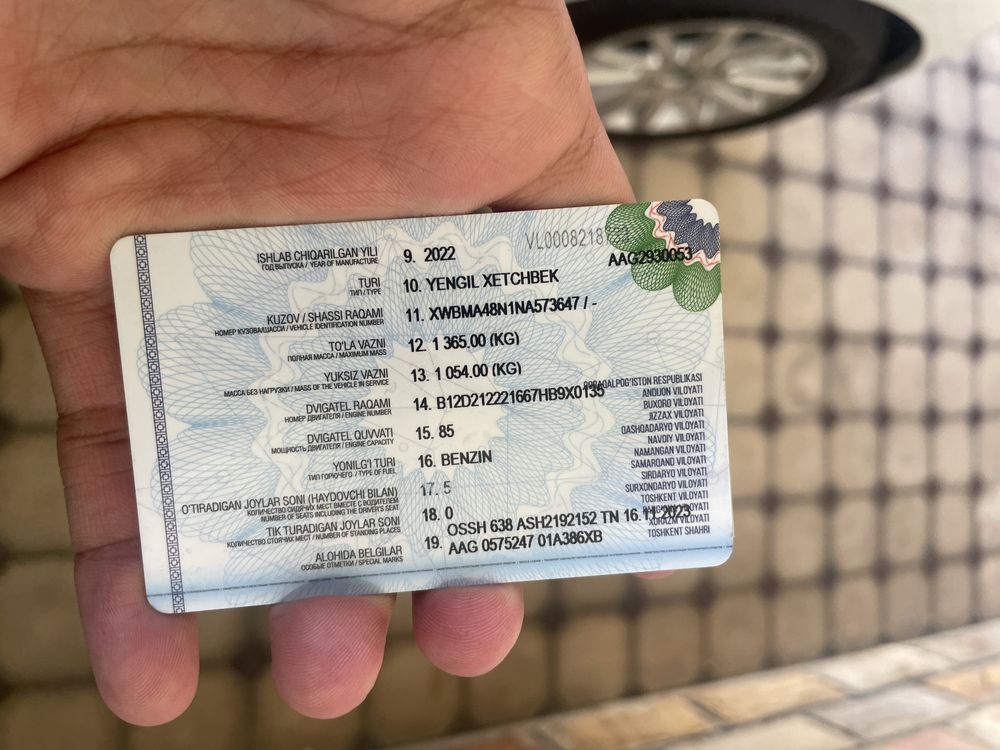 VL0008218
AAG2930053
ISHLAB CHIQARILGAN YILI 9. 2022
ГОД ВЫПУСКА / YEAR OF MANUFACTURE
TURI 10. YENGIL XETCHBEK
ТИП / TYPE
KUZOV / SHASSI RAQAMI 11. XWBMA48N1NA573647 / -
НОМЕР КУЗОВА/ШАССИ / VEHICLE IDENTIFICATION NUMBER
TO'LA VAZNI 12. 1 365.00 (KG)
ПОЛНАЯ МАССА / MAXIMUM MASS
YUKSIZ VAZNI 13. 1 054.00 (KG)
МАССА БЕЗ НАГРУЗКИ / MASS OF THE VEHICLE IN SERVICE
DVIGATEL RAQAMI 14. B12D212221667HB9X0135
НОМЕР ДВИГАТЕЛЯ / ENGINE NUMBER
DVIGATEL QUVVATI 15. 85
МОЩНОСТЬ ДВИГАТЕЛЯ / ENGINE CAPACITY
YONILG'I TURI 16. BENZIN
ТИП ГОРЮЧЕГО / TYPE OF FUEL
O'TIRADIGAN JOYLAR SONI (HAYDOVCHI BILAN) 17. 5
КОЛИЧЕСТВО СИДЯЧИХ МЕСТ ВМЕСТЕ С ВОДИТЕЛЕМ
NUMBER OF SEATS INCLUDING THE DRIVER'S SEAT
TIK TURADIGAN JOYLAR SONI 18. 0
КОЛИЧЕСТВО СТОЯЧИХ МЕСТ / NUMBER OF STANDING PLACES
ALOHIDA BELGILAR 19. OSSH 638 ASH2192152 TN 16.11.2023
ОСОБЫЕ ОТМЕТКИ / SPECIAL MARKS
AAG 0575247 01A386XB
QORAQALPOG'ISTON RESPUBLIKASI
ANDIJON VILOYATI
BUXORO VILOYATI
JIZZAX VILOYATI
QASHQADARYO VILOYATI
NAVOIY VILOYATI
NAMANGAN VILOYATI
SAMARQAND VILOYATI
SIRDARYO VILOYATI
SURXONDARYO VILOYATI
TOSHKENT VILOYATI
XORAZM VILOYATI
TOSHKENT SHAHRI